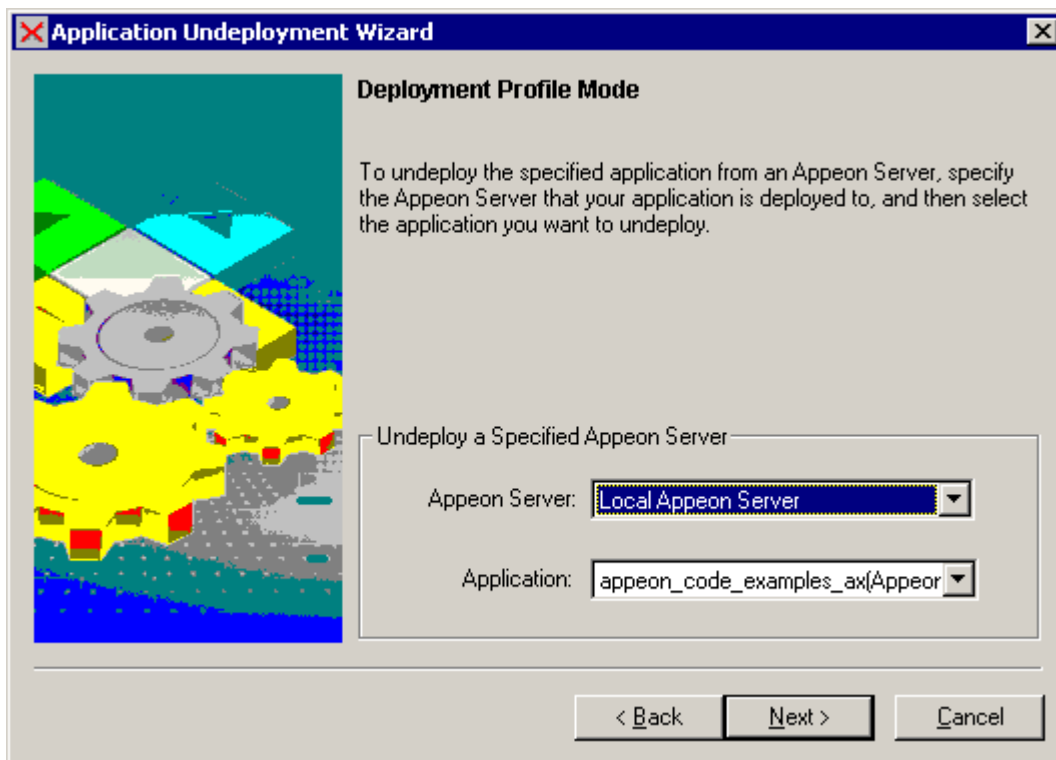 Application Undeployment Wizard
Deployment Profile Mode
To undeploy the specified application from an Appeon Server, specify
the Appeon Server that your application is deployed to, and then select
the application you want to undeploy.
Undeploy a Specified Appeon Server
Appeon Server: Local Appeon Server
Application: appeon_code_examples_ax(Appeor
< Back Next > Cancel